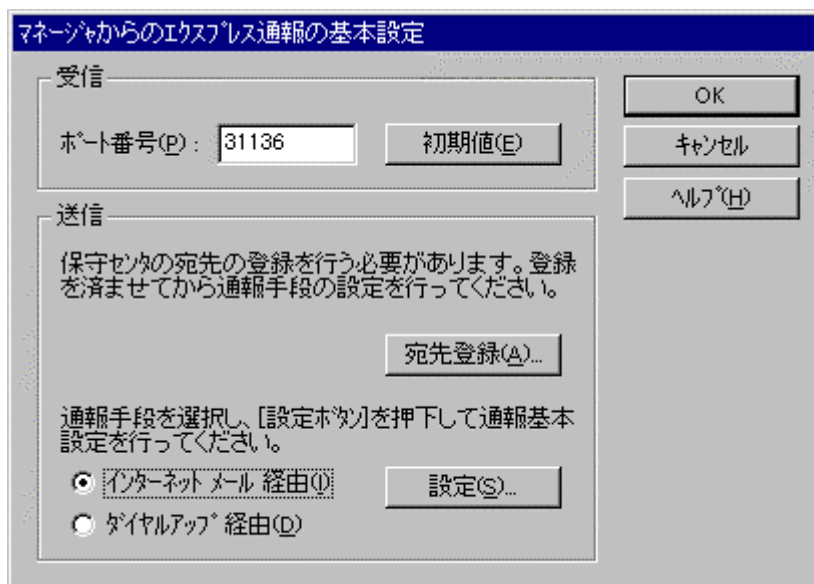 ﾏﾈｰｼﾞｬからのｴｸｽﾌﾟﾚｽ通報の基本設定
受信
ﾎﾟｰﾄ番号(P)：
31136
初期値(E)
OK
ｷｬﾝｾﾙ
ﾍﾙﾌﾟ(H)
送信
保守ｾﾝﾀの宛先の登録を行う必要があります。登録
を済ませてから通報手段の設定を行ってください。
宛先登録(A)...
通報手段を選択し、[設定ﾎﾞﾀﾝ]を押下して通報基本
設定を行ってください。
ｲﾝﾀｰﾈｯﾄ ﾒｰﾙ 経由(I)
設定(S)...
ﾀﾞｲﾔﾙｱｯﾌﾟ 経由(D)